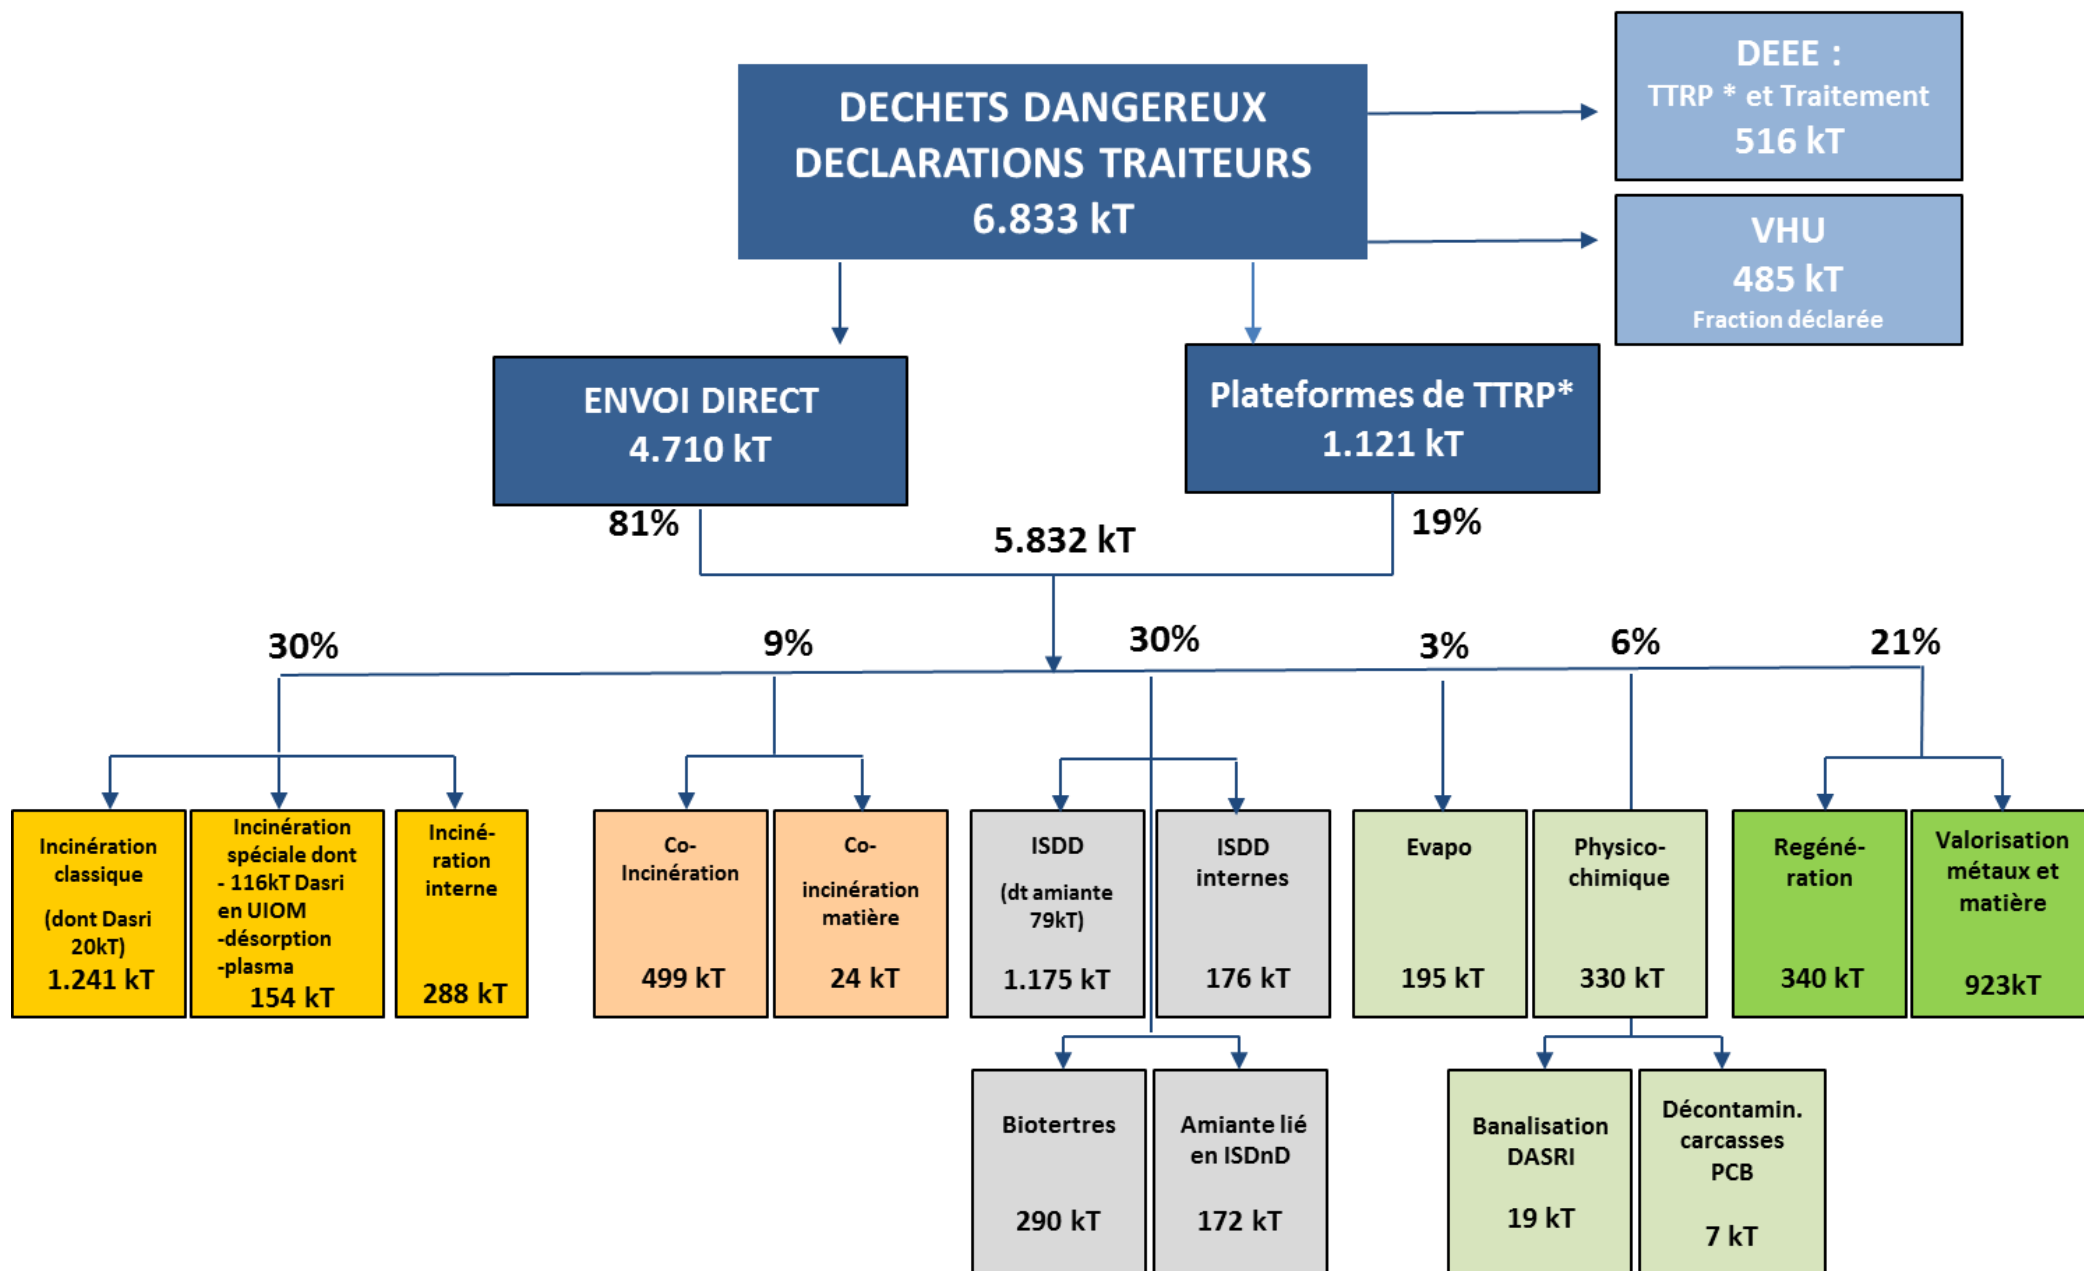 DECHETS DANGEREUX
DECLARATIONS TRAITEURS
6.833 kT
DEEE :
TTRP * et Traitement
516 kT
VHU
485 kT
Fraction déclarée
ENVOI DIRECT
4.710 kT
Plateformes de TTRP*
1.121 kT
81%
5.832 kT
19%
30%
9%
30%
3%
6%
21%
Incinération
classique
(dont Dasri
20kT)
1.241 kT
Incinération
spéciale dont
- 116kT Dasri
en UIOM
-désorption
-plasma
154 kT
Inciné-
ration
interne
288 kT
Co-
Incinération
499 kT
Co-
incinération
matière
24 kT
ISDD
(dt amiante
79kT)
1.175 kT
ISDD
internes
176 kT
Evapo
195 kT
Physico-
chimique
330 kT
Regéné-
ration
340 kT
Valorisation
métaux et
matière
923kT
Biotertres
290 kT
Amiante lié
en ISDnD
172 kT
Banalisation
DASRI
19 kT
Décontamin.
carcasses
PCB
7 kT